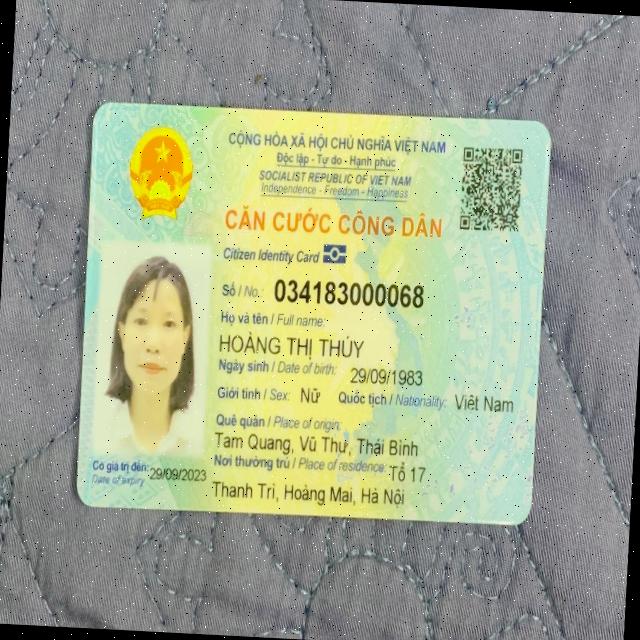 CỘNG HÒA XÃ HỘI CHỦ NGHĨA VIỆT NAM
Độc lập - Tự do - Hạnh phúc
SOCIALIST REPUBLIC OF VIET NAM
Independence - Freedom - Happiness
CĂN CƯỚC CÔNG DÂN
Citizen Identity Card
Số / No.: 034183000068
Họ và tên / Full name:
HOÀNG THỊ THỦY
Ngày sinh / Date of birth: 29/09/1983
Giới tính / Sex: Nữ Quốc tịch / Nationality: Việt Nam
Quê quán / Place of origin:
Tam Quang, Vũ Thư, Thái Bình
Nơi thường trú / Place of residence: Tổ 17
Thanh Trì, Hoàng Mai, Hà Nội
Có giá trị đến: 29/09/2023
Date of expiry